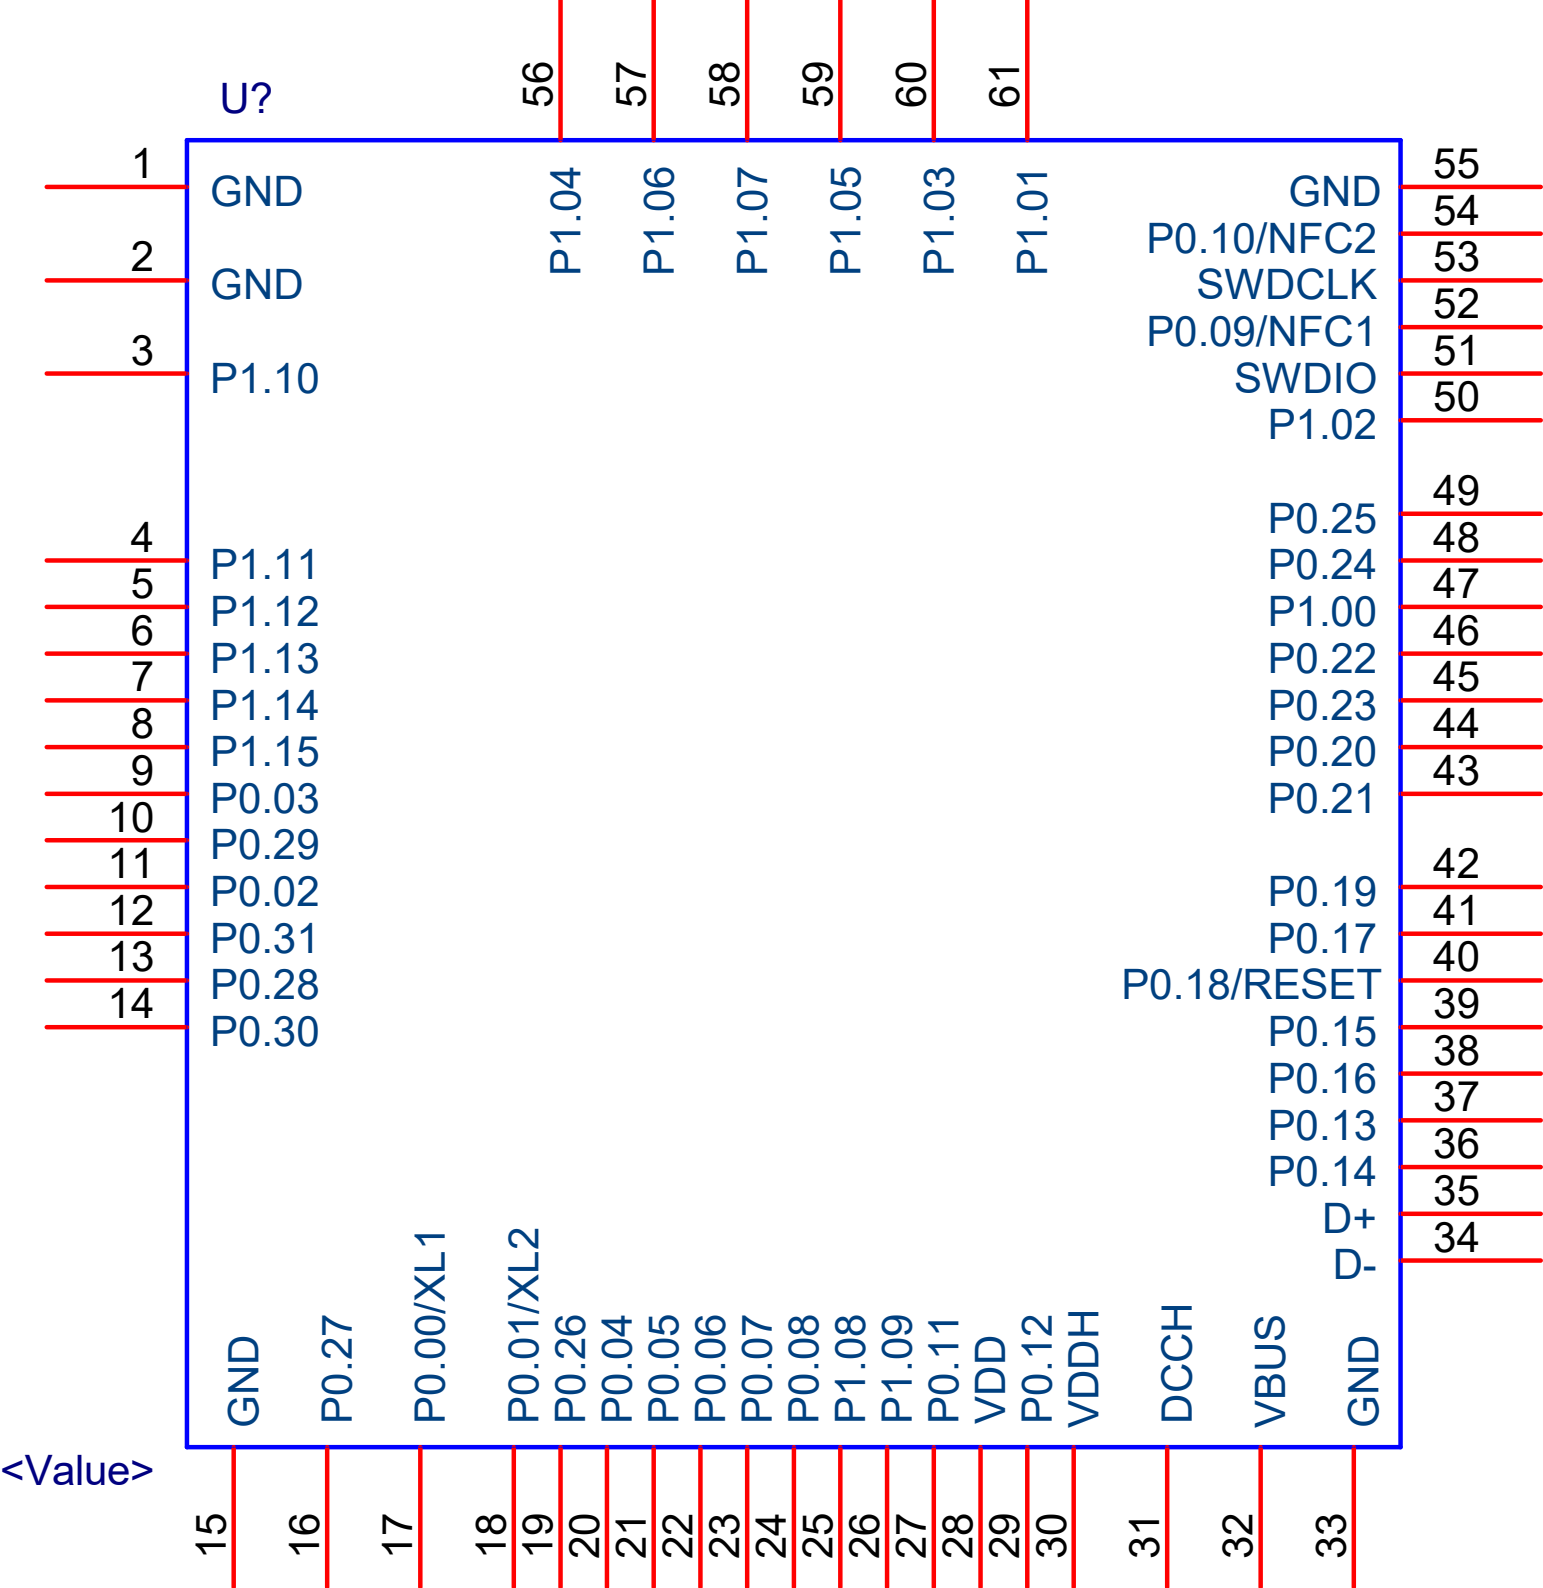 U?
56 57 58 59 60 61
P1.04 P1.06 P1.07 P1.05 P1.03 P1.01
1 GND
2 GND
3 P1.10
4 P1.11
5 P1.12
6 P1.13
7 P1.14
8 P1.15
9 P0.03
10 P0.29
11 P0.02
12 P0.31
13 P0.28
14 P0.30
GND 55
P0.10/NFC2 54
SWDCLK 53
P0.09/NFC1 52
SWDIO 51
P1.02 50
P0.25 49
P0.24 48
P1.00 47
P0.22 46
P0.23 45
P0.20 44
P0.21 43
P0.19 42
P0.17 41
P0.18/RESET 40
P0.15 39
P0.16 38
P0.13 37
P0.14 36
D+ 35
D- 34
GND P0.27 P0.00/XL1 P0.01/XL2 P0.26 P0.04 P0.05 P0.06 P0.07 P0.08 P1.08 P1.09 P0.11 VDD P0.12 VDDH DCCH VBUS GND
<Value>
15 16 17 18 19 20 21 22 23 24 25 26 27 28 29 30 31 32 33